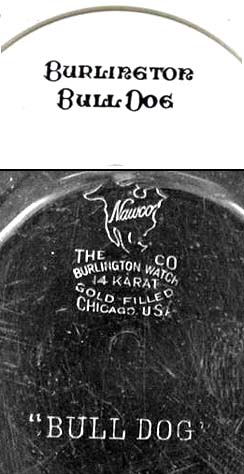 BURLINGTON
BULL DOG
Nawco
THE CO
BURLINGTON WATCH
14 KARAT
GOLD FILLED
CHICAGO. USA
"BULL DOG"